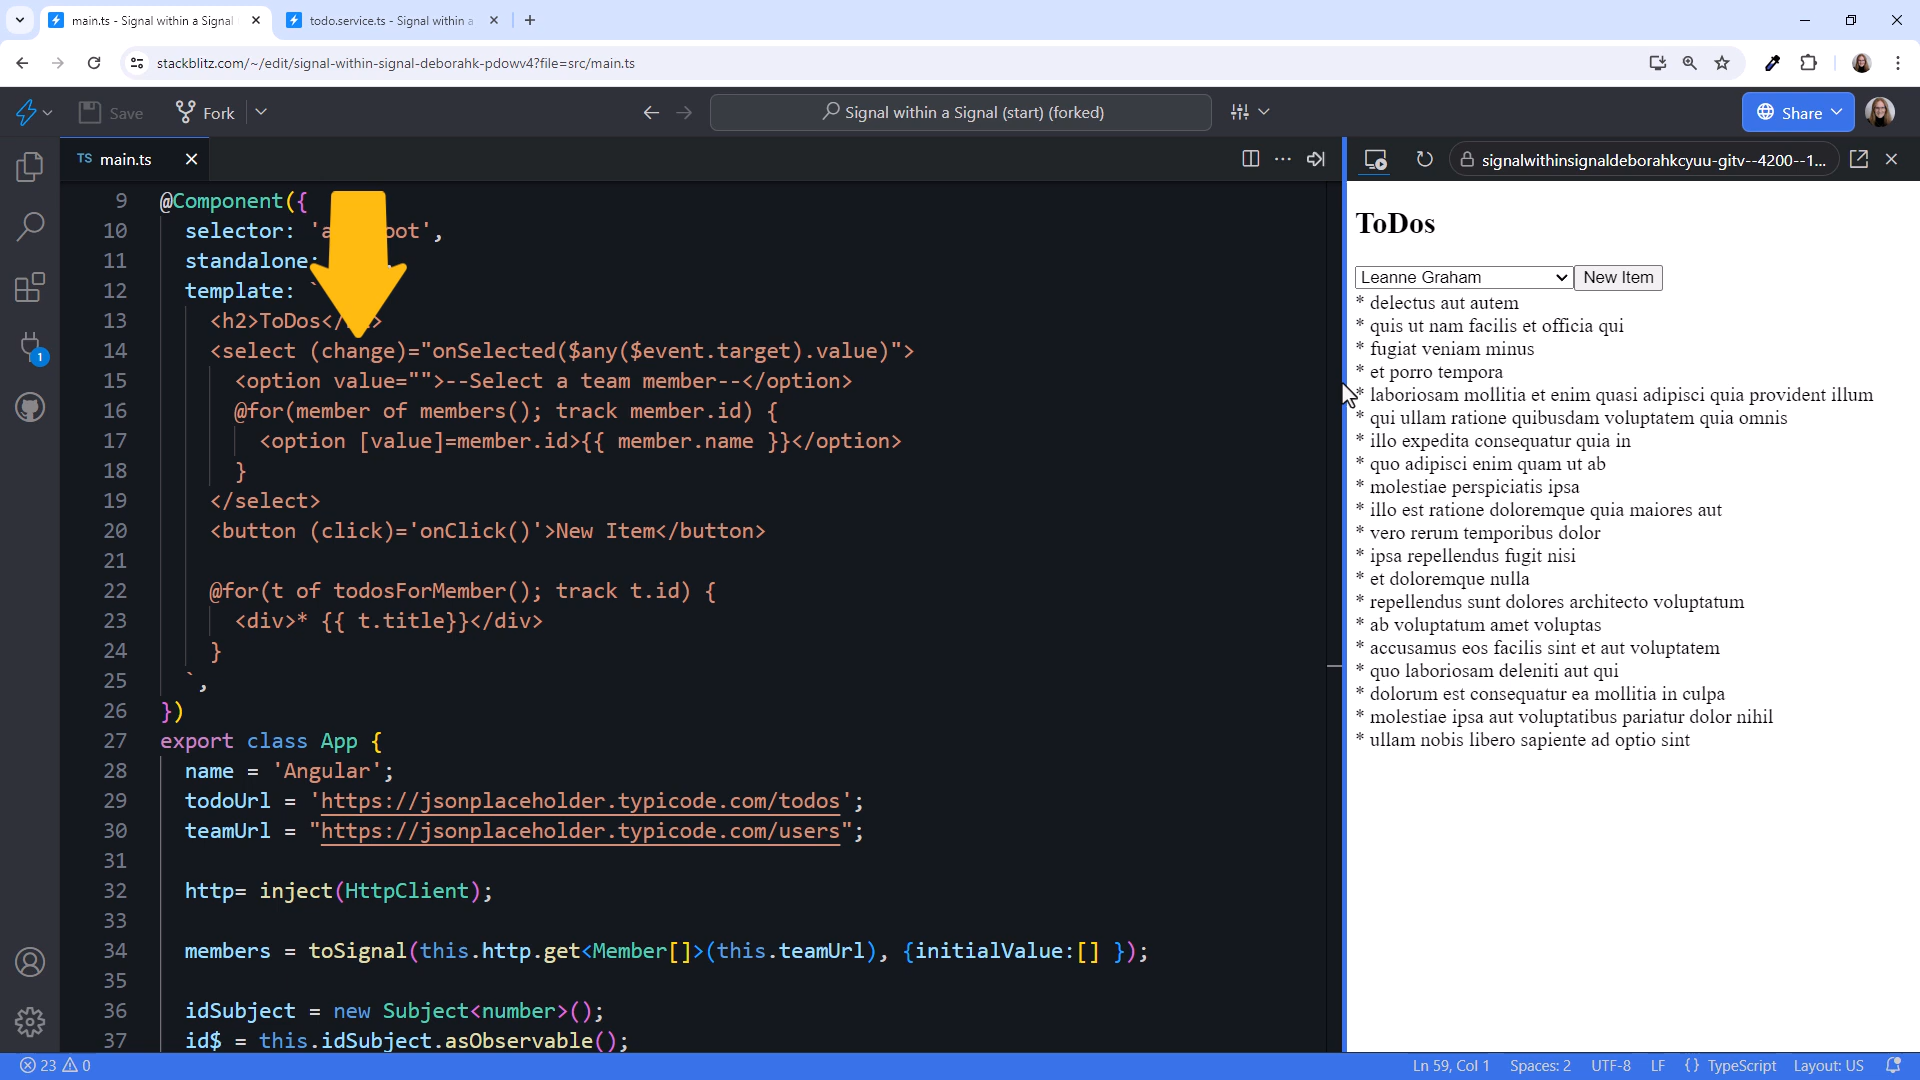 main.ts - Signal within a Signal
todo.service.ts - Signal within a
stackblitz.com/~/edit/signal-within-signal-deborahk-pdowv4?file=src/main.ts
Save
Fork
Signal within a Signal (start) (forked)
Share
TS main.ts
signalwithinsignaldeborahkcyuu-gitv--4200--1...
9 @Component({
10 selector: 'a oot',
11 standalone: ,
12 template: `
13 <h2>ToDos</ >
14 <select (change)="onSelected($any($event.target).value)">
15 <option value="">--Select a team member--</option>
16 @for(member of members(); track member.id) {
17 <option [value]=member.id>{{ member.name }}</option>
18 }
19 </select>
20 <button (click)='onClick()'>New Item</button>
21
22 @for(t of todosForMember(); track t.id) {
23 <div>* {{ t.title}}</div>
24 }
25 `,
26 })
27 export class App {
28 name = 'Angular';
29 todoUrl = 'https://jsonplaceholder.typicode.com/todos';
30 teamUrl = "https://jsonplaceholder.typicode.com/users";
31
32 http= inject(HttpClient);
33
34 members = toSignal(this.http.get<Member[]>(this.teamUrl), {initialValue:[] });
35
36 idSubject = new Subject<number>();
37 id$ = this.idSubject.asObservable();
1
ToDos
Leanne Graham
New Item
* delectus aut autem
* quis ut nam facilis et officia qui
* fugiat veniam minus
* et porro tempora
* laboriosam mollitia et enim quasi adipisci quia provident illum
* qui ullam ratione quibusdam voluptatem quia omnis
* illo expedita consequatur quia in
* quo adipisci enim quam ut ab
* molestiae perspiciatis ipsa
* illo est ratione doloremque quia maiores aut
* vero rerum temporibus dolor
* ipsa repellendus fugit nisi
* et doloremque nulla
* repellendus sunt dolores architecto voluptatum
* ab voluptatum amet voluptas
* accusamus eos facilis sint et aut voluptatem
* quo laboriosam deleniti aut qui
* dolorum est consequatur ea mollitia in culpa
* molestiae ipsa aut voluptatibus pariatur dolor nihil
* ullam nobis libero sapiente ad optio sint
23 0
Ln 59, Col 1 Spaces: 2 UTF-8 LF {} TypeScript Layout: US